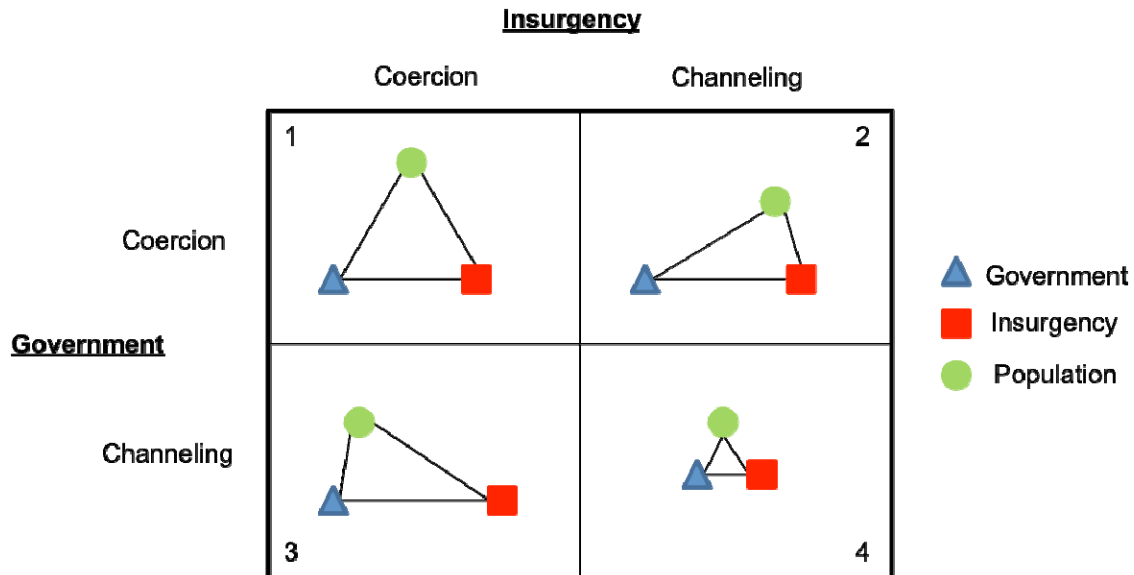 Insurgency
Coercion Channeling
1 2
Coercion
Government
Insurgency
Government
Population
Channeling
3 4